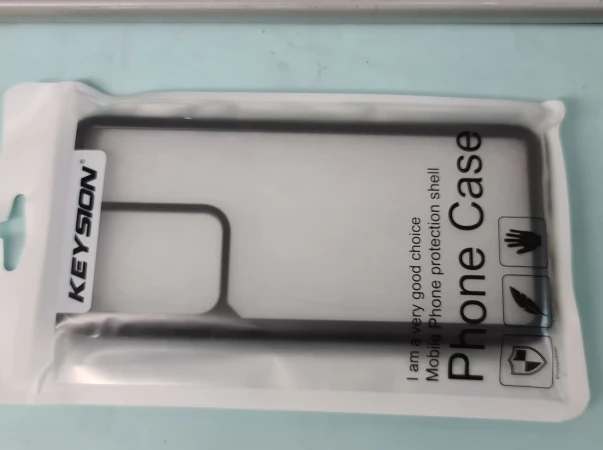 KEYSION®
I am a very good choice
Mobile Phone protection shell
Phone Case